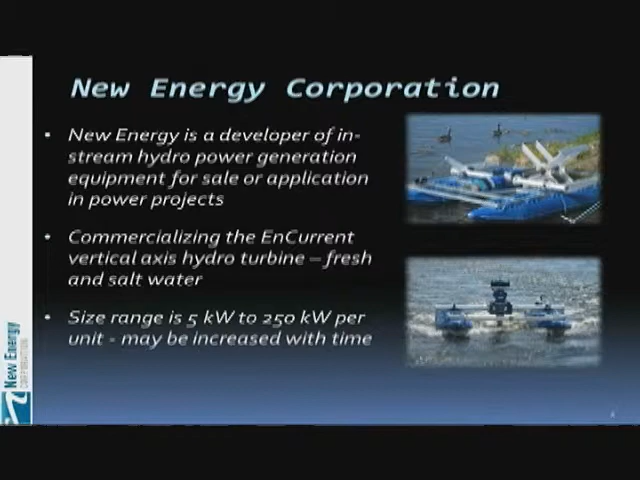 New Energy Corporation
• New Energy is a developer of in-
stream hydro power generation
equipment for sale or application
in power projects
• Commercializing the EnCurrent
vertical axis hydro turbine – fresh
and salt water
• Size range is 5 kW to 250 kW per
unit - may be increased with time
New Energy
CORPORATION